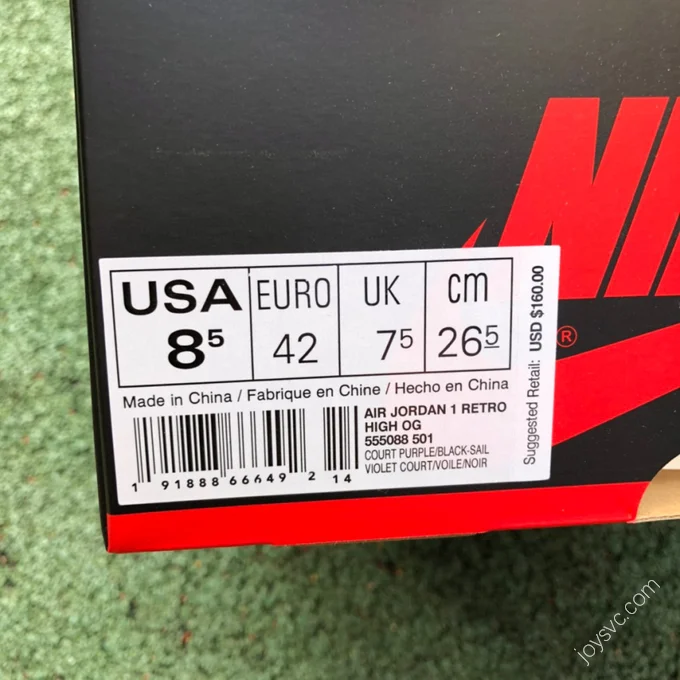 NIK
®
USA EURO UK cm
8⁵ 42 7⁵ 26⁵
Made in China / Fabrique en Chine / Hecho en China
AIR JORDAN 1 RETRO
HIGH OG
555088 501
COURT PURPLE/BLACK-SAIL
VIOLET COURT/VOILE/NOIR
1 91888 66649 2 14
Suggested Retail: USD $160.00
joysvc.com